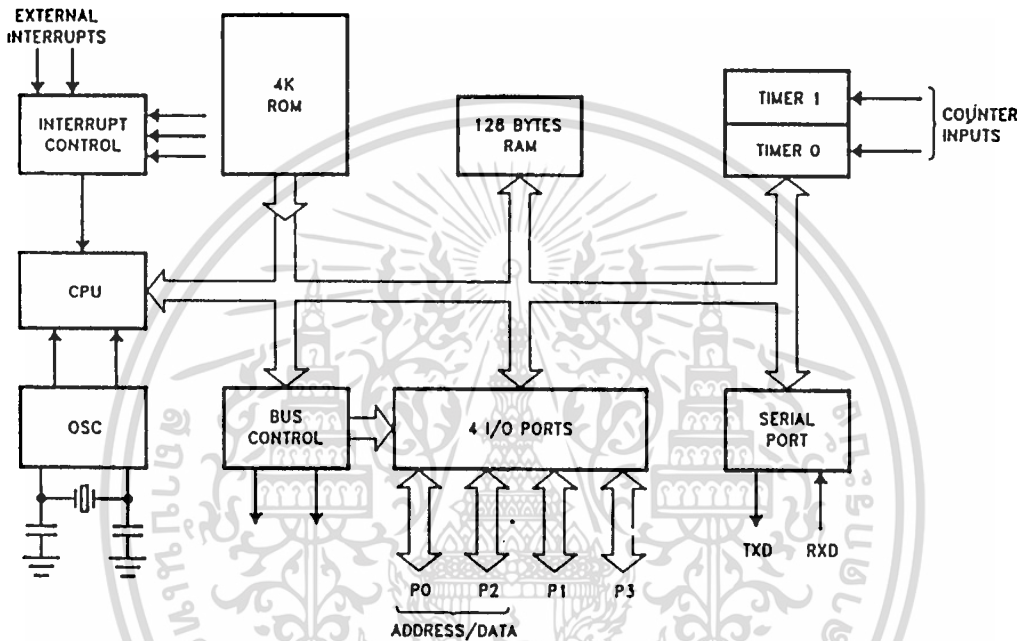 EXTERNAL
INTERRUPTS
INTERRUPT
CONTROL
4K
ROM
128 BYTES
RAM
TIMER 1
TIMER 0
COUNTER
INPUTS
CPU
OSC
BUS
CONTROL
4 I/O PORTS
SERIAL
PORT
TXD
RXD
P0
P2
P1
P3
ADDRESS/DATA